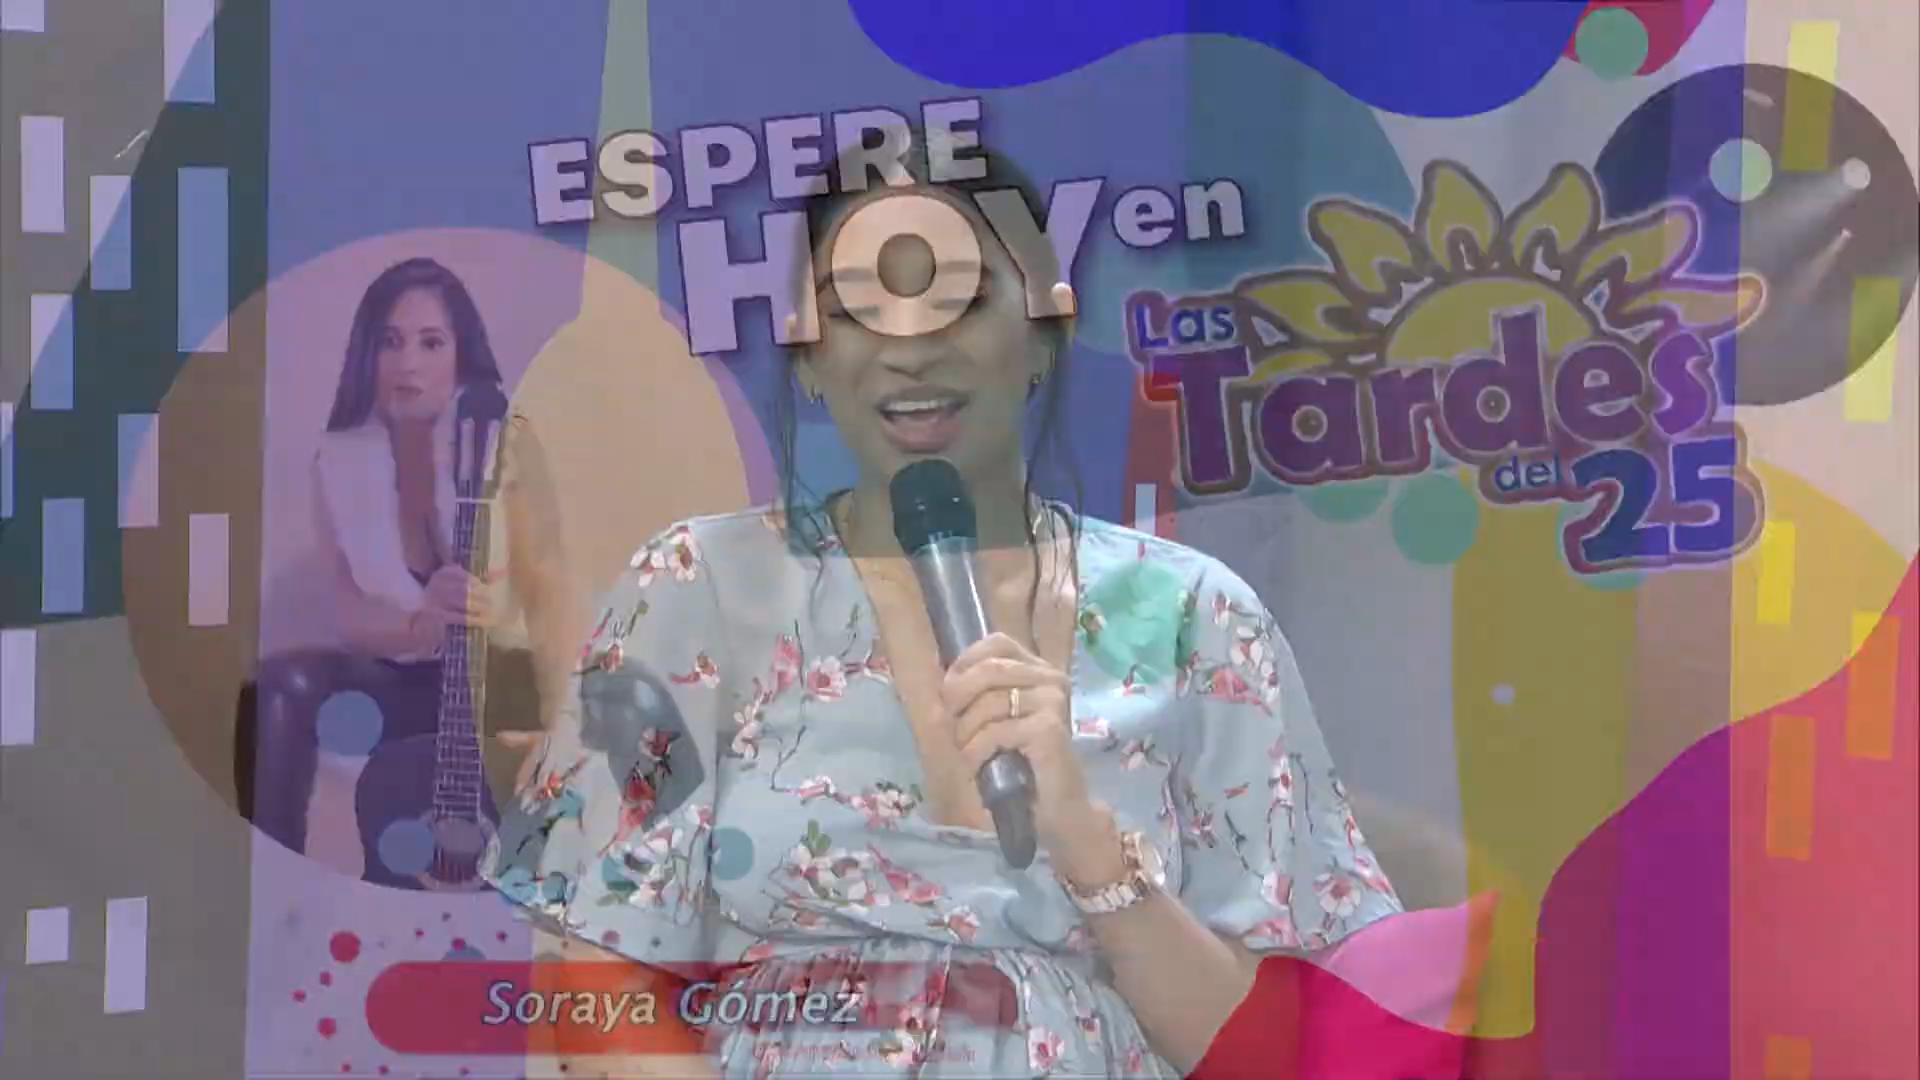 ESPERE
HOY en
Las
Tardes
del 25
Soraya Gómez